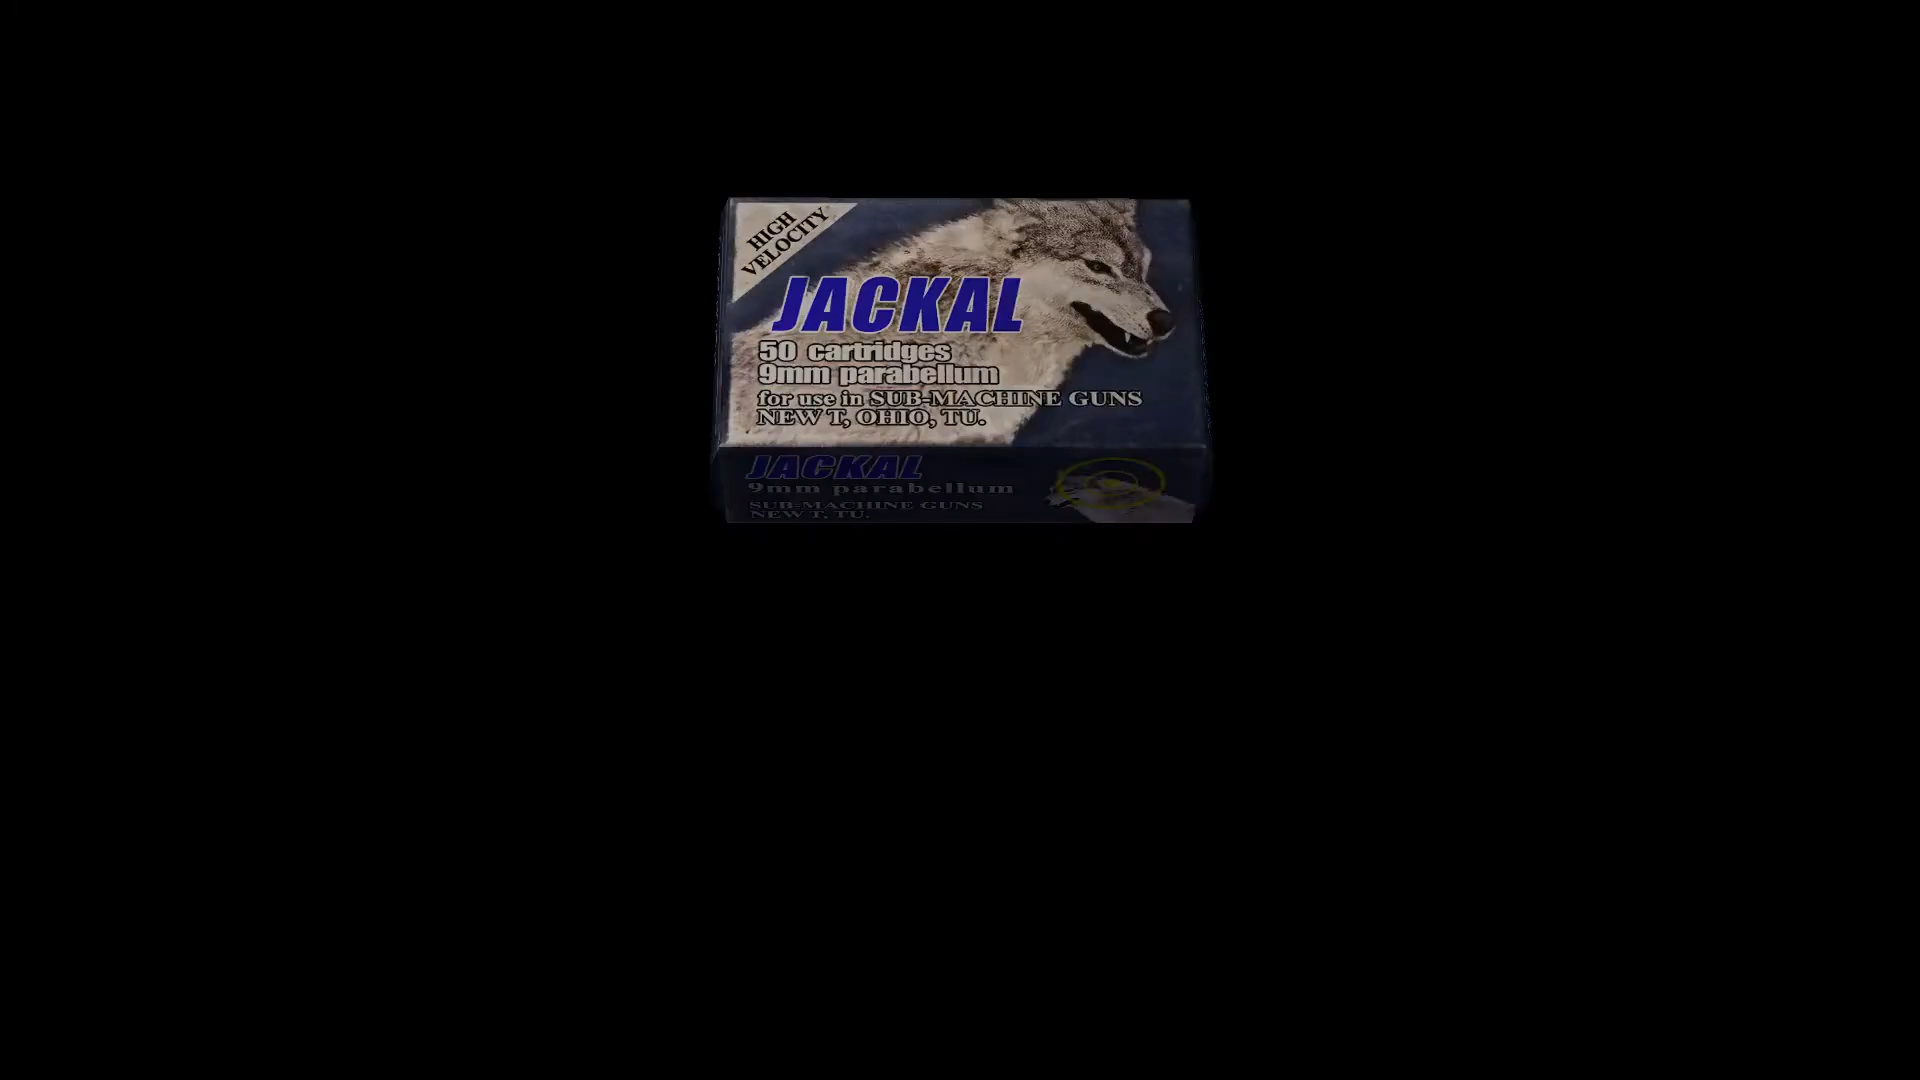 HIGH
VELOCITY
JACKAL
50 cartridges
9mm parabellum
for use in SUB-MACHINE GUNS
NEW T, OHIO, TU.
JACKAL
9mm parabellum
SUB-MACHINE GUNS
NEW T, TU.